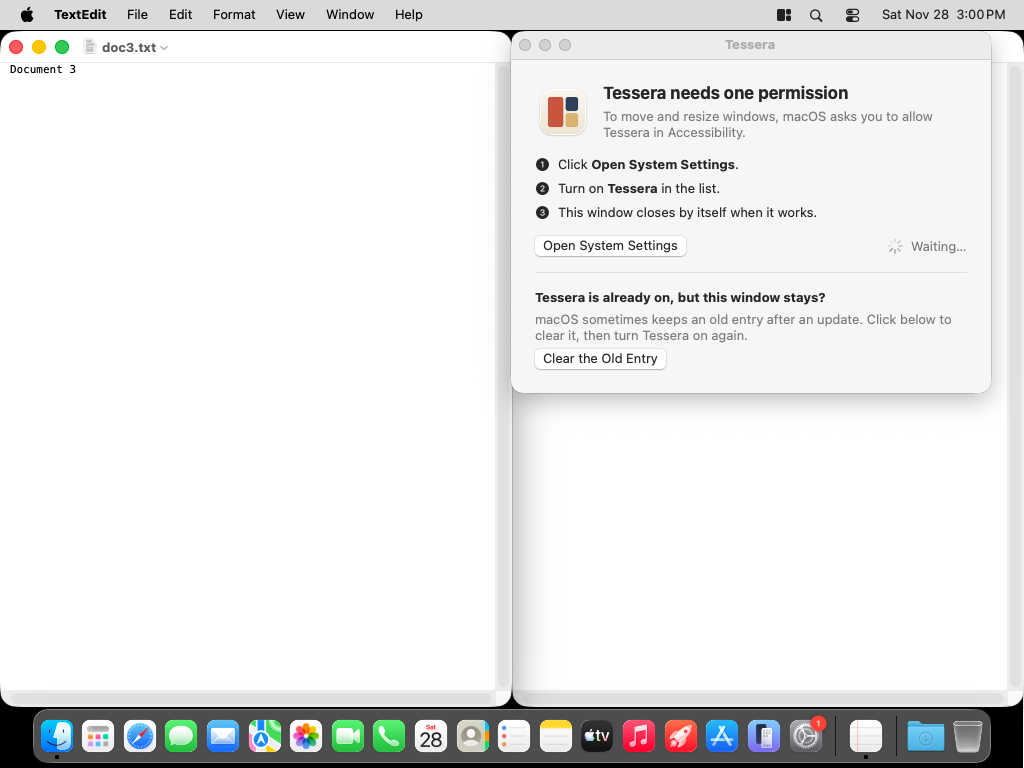 TextEdit File Edit Format View Window Help Sat Nov 28 3:00 PM
doc3.txt
Document 3
Tessera
Tessera needs one permission
To move and resize windows, macOS asks you to allow
Tessera in Accessibility.
1 Click Open System Settings.
2 Turn on Tessera in the list.
3 This window closes by itself when it works.
Open System Settings
Waiting...
Tessera is already on, but this window stays?
macOS sometimes keeps an old entry after an update. Click below to
clear it, then turn Tessera on again.
Clear the Old Entry
Sat
28
tv
1